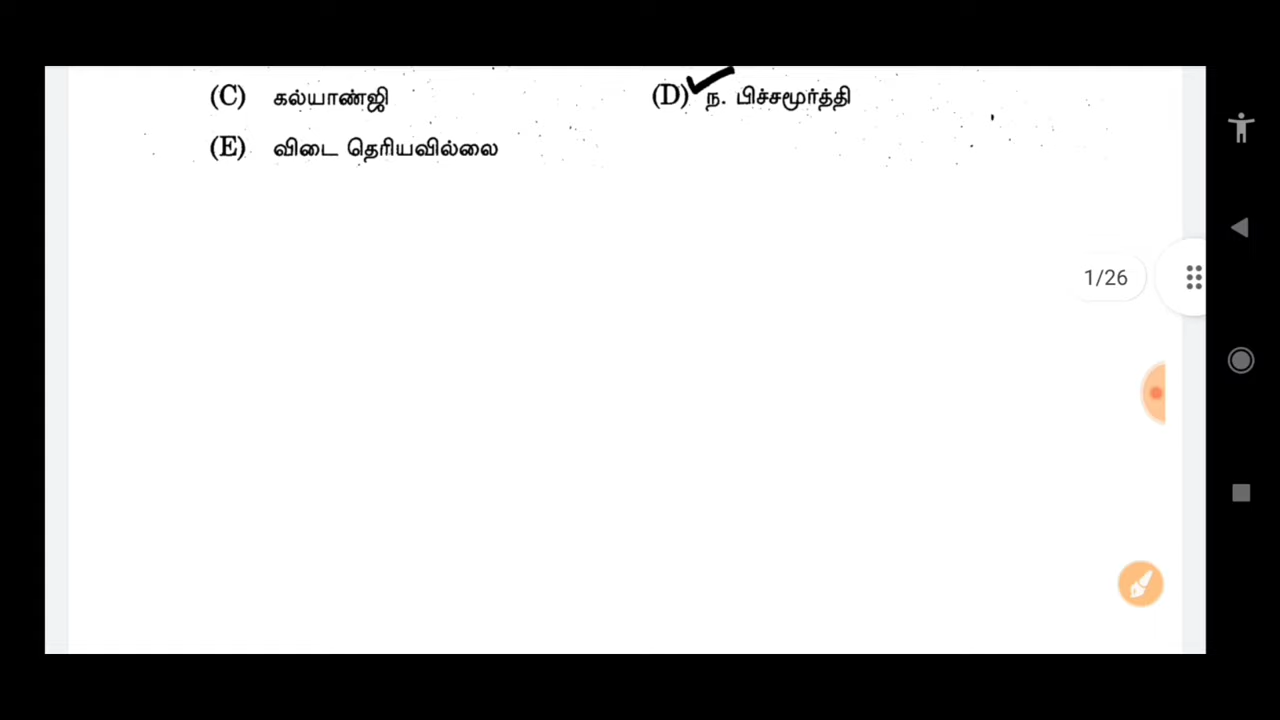 (C) கல்யாண்ஜி (D) ந. பிச்சமூர்த்தி
(E) விடை தெரியவில்லை
1/26